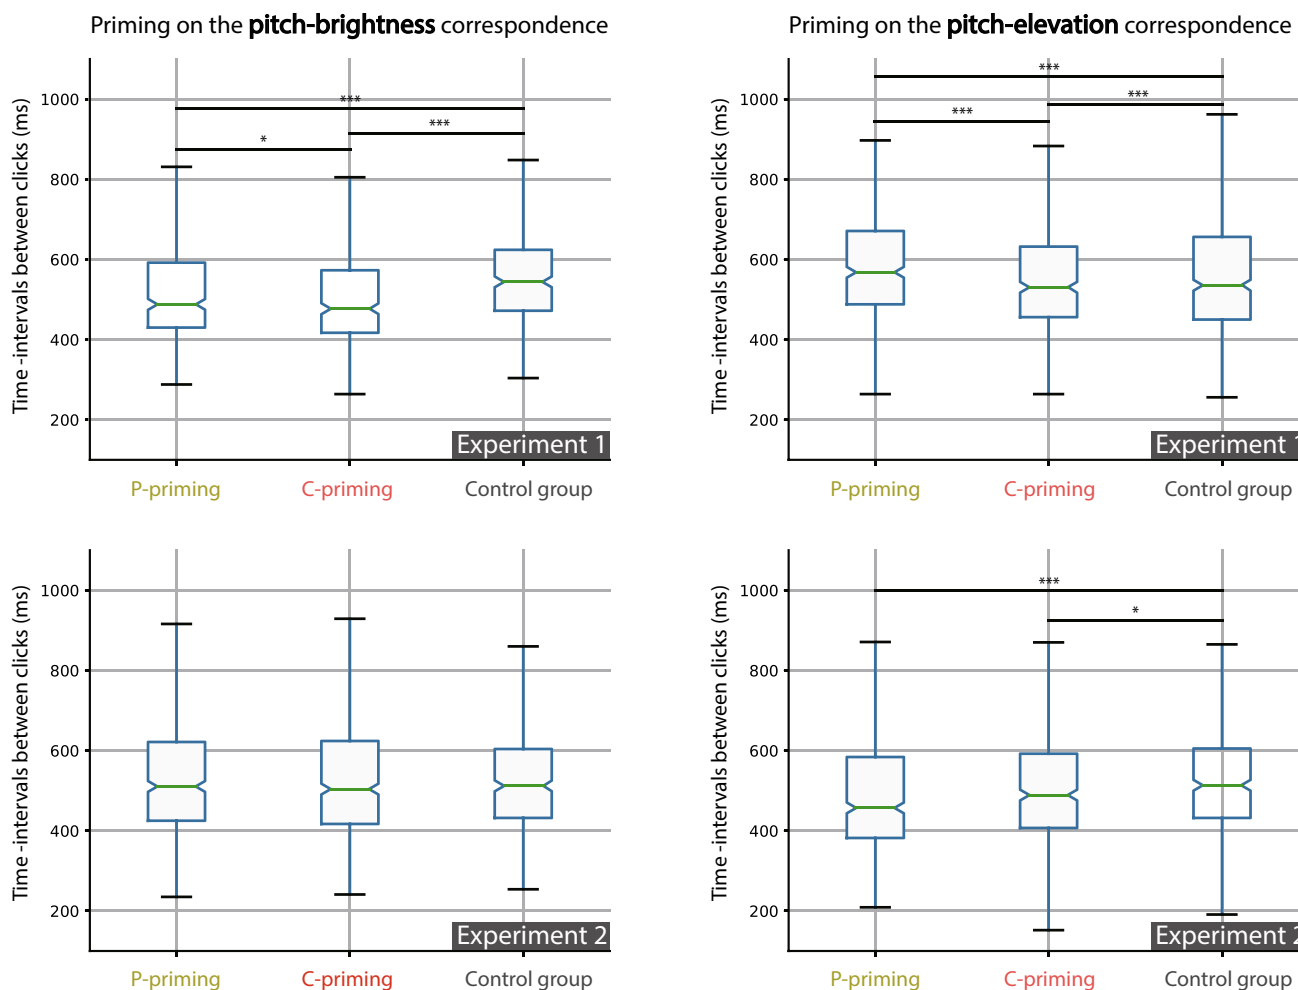 Priming on the pitch-brightness correspondence
Priming on the pitch-elevation correspondence
Time -intervals between clicks (ms)
1000
800
600
400
200
***
*
***
Experiment 1
P-priming
C-priming
Control group
Time -intervals between clicks (ms)
1000
800
600
400
200
***
***
***
Experiment 1
P-priming
C-priming
Control group
Time -intervals between clicks (ms)
1000
800
600
400
200
Experiment 2
P-priming
C-priming
Control group
Time -intervals between clicks (ms)
1000
800
600
400
200
***
*
Experiment 2
P-priming
C-priming
Control group